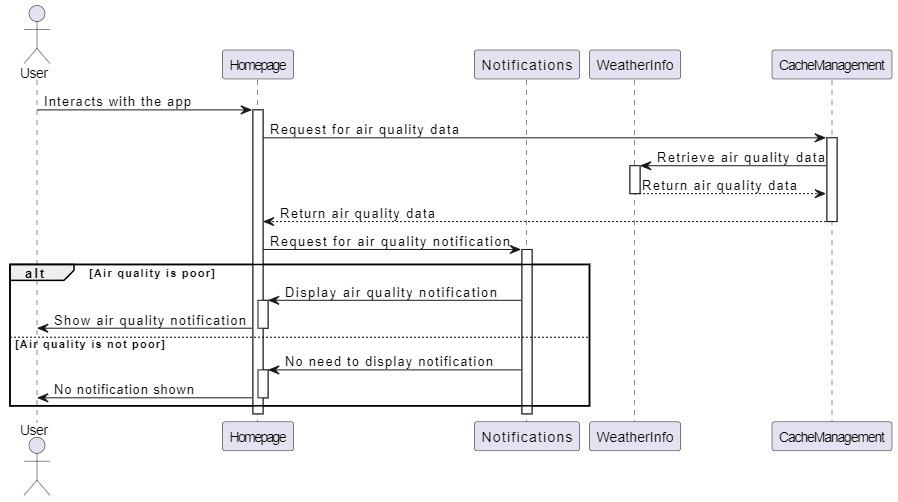 User
Homepage
Notifications
WeatherInfo
CacheManagement
Interacts with the app
Request for air quality data
Retrieve air quality data
Return air quality data
Return air quality data
Request for air quality notification
alt [Air quality is poor]
Display air quality notification
Show air quality notification
[Air quality is not poor]
No need to display notification
No notification shown
User
Homepage
Notifications
WeatherInfo
CacheManagement